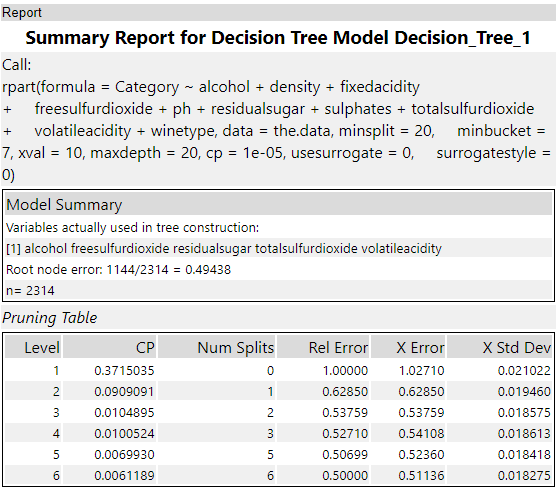 Report
Summary Report for Decision Tree Model Decision_Tree_1
Call:
rpart(formula = Category ~ alcohol + density + fixedacidity
+ freesulfurdioxide + ph + residualsugar + sulphates + totalsulfurdioxide
+ volatileacidity + winetype, data = the.data, minsplit = 20, minbucket =
7, xval = 10, maxdepth = 20, cp = 1e-05, usesurrogate = 0, surrogatestyle =
0)
Model Summary
Variables actually used in tree construction:
[1] alcohol freesulfurdioxide residualsugar totalsulfurdioxide volatileacidity
Root node error: 1144/2314 = 0.49438
n= 2314
Pruning Table
Level CP Num Splits Rel Error X Error X Std Dev
1 0.3715035 0 1.00000 1.02710 0.021022
2 0.0909091 1 0.62850 0.62850 0.019460
3 0.0104895 2 0.53759 0.53759 0.018575
4 0.0100524 3 0.52710 0.54108 0.018613
5 0.0069930 5 0.50699 0.52360 0.018418
6 0.0061189 6 0.50000 0.51136 0.018275